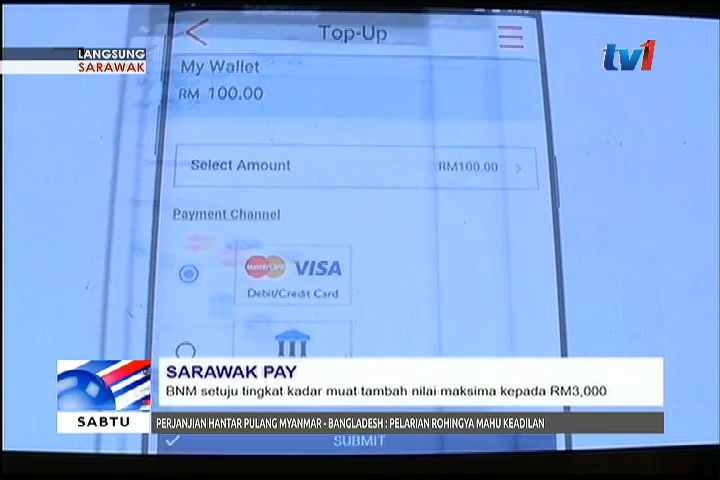 LANGSUNG
SARAWAK
tv1
Top-Up
My Wallet
RM 100.00
Select Amount
RM100.00
Payment Channel
MasterCard VISA
Debit/Credit Card
SARAWAK PAY
BNM setuju tingkat kadar muat tambah nilai maksima kepada RM3,000
SABTU
PERJANJIAN HANTAR PULANG MYANMAR - BANGLADESH : PELARIAN ROHINGYA MAHU KEADILAN
SUBMIT